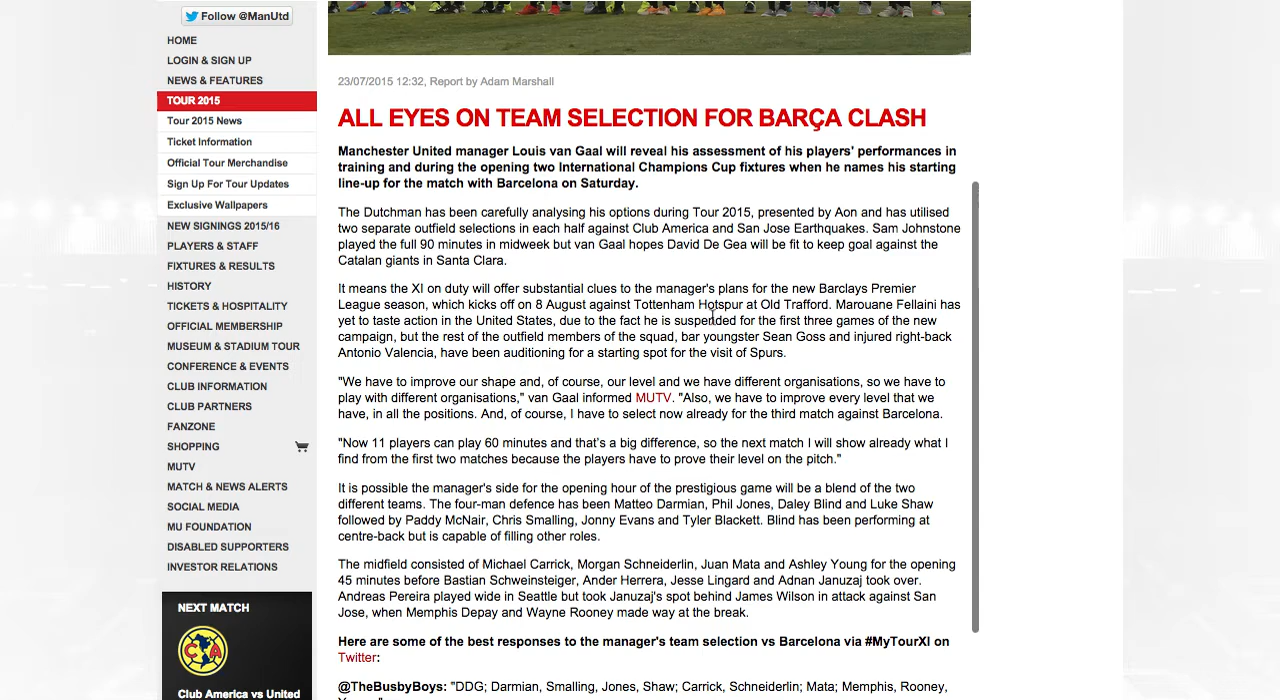 Follow @ManUtd
HOME
LOGIN & SIGN UP
NEWS & FEATURES
TOUR 2015
Tour 2015 News
Ticket Information
Official Tour Merchandise
Sign Up For Tour Updates
Exclusive Wallpapers
NEW SIGNINGS 2015/16
PLAYERS & STAFF
FIXTURES & RESULTS
HISTORY
TICKETS & HOSPITALITY
OFFICIAL MEMBERSHIP
MUSEUM & STADIUM TOUR
CONFERENCE & EVENTS
CLUB INFORMATION
CLUB PARTNERS
FANZONE
SHOPPING
MUTV
MATCH & NEWS ALERTS
SOCIAL MEDIA
MU FOUNDATION
DISABLED SUPPORTERS
INVESTOR RELATIONS
NEXT MATCH
CA
Club America vs United
23/07/2015 12:32, Report by Adam Marshall
ALL EYES ON TEAM SELECTION FOR BARÇA CLASH
Manchester United manager Louis van Gaal will reveal his assessment of his players' performances in
training and during the opening two International Champions Cup fixtures when he names his starting
line-up for the match with Barcelona on Saturday.
The Dutchman has been carefully analysing his options during Tour 2015, presented by Aon and has utilised
two separate outfield selections in each half against Club America and San Jose Earthquakes. Sam Johnstone
played the full 90 minutes in midweek but van Gaal hopes David De Gea will be fit to keep goal against the
Catalan giants in Santa Clara.
It means the XI on duty will offer substantial clues to the manager's plans for the new Barclays Premier
League season, which kicks off on 8 August against Tottenham Hotspur at Old Trafford. Marouane Fellaini has
yet to taste action in the United States, due to the fact he is suspended for the first three games of the new
campaign, but the rest of the outfield members of the squad, bar youngster Sean Goss and injured right-back
Antonio Valencia, have been auditioning for a starting spot for the visit of Spurs.
"We have to improve our shape and, of course, our level and we have different organisations, so we have to
play with different organisations," van Gaal informed MUTV. "Also, we have to improve every level that we
have, in all the positions. And, of course, I have to select now already for the third match against Barcelona.
"Now 11 players can play 60 minutes and that's a big difference, so the next match I will show already what I
find from the first two matches because the players have to prove their level on the pitch."
It is possible the manager's side for the opening hour of the prestigious game will be a blend of the two
different teams. The four-man defence has been Matteo Darmian, Phil Jones, Daley Blind and Luke Shaw
followed by Paddy McNair, Chris Smalling, Jonny Evans and Tyler Blackett. Blind has been performing at
centre-back but is capable of filling other roles.
The midfield consisted of Michael Carrick, Morgan Schneiderlin, Juan Mata and Ashley Young for the opening
45 minutes before Bastian Schweinsteiger, Ander Herrera, Jesse Lingard and Adnan Januzaj took over.
Andreas Pereira played wide in Seattle but took Januzaj's spot behind James Wilson in attack against San
Jose, when Memphis Depay and Wayne Rooney made way at the break.
Here are some of the best responses to the manager's team selection vs Barcelona via #MyTourXI on
Twitter:
@TheBusbyBoys: "DDG; Darmian, Smalling, Jones, Shaw; Carrick, Schneiderlin; Mata; Memphis, Rooney,